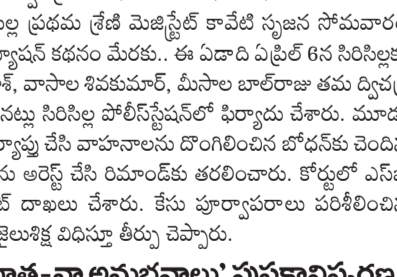 ల్ల ప్రథమ శ్రేణి మెజిస్ట్రేట్ కావేటి సృజన సోమవారం
్యూషన్ కథనం మేరకు.. ఈ ఏడాది ఏప్రిల్ 6న సిరిసిల్లక
శ్, వాసాల శివకుమార్, మీసాల బాల్‌రాజు తమ ద్విచ
నట్లు సిరిసిల్ల పోలీస్‌స్టేషన్‌లో ఫిర్యాదు చేశారు. మూడ
ర్యాప్తు చేసి వాహనాలను దొంగిలించిన బోధన్‌కు చెందిన
ను అరెస్ట్ చేసి రిమాండ్‌కు తరలించారు. కోర్టులో ఎస్
ట్ దాఖలు చేశారు. కేసు పూర్వాపరాలు పరిశీలించి
జైలుశిక్ష విధిస్తూ తీర్పు చెప్పారు.